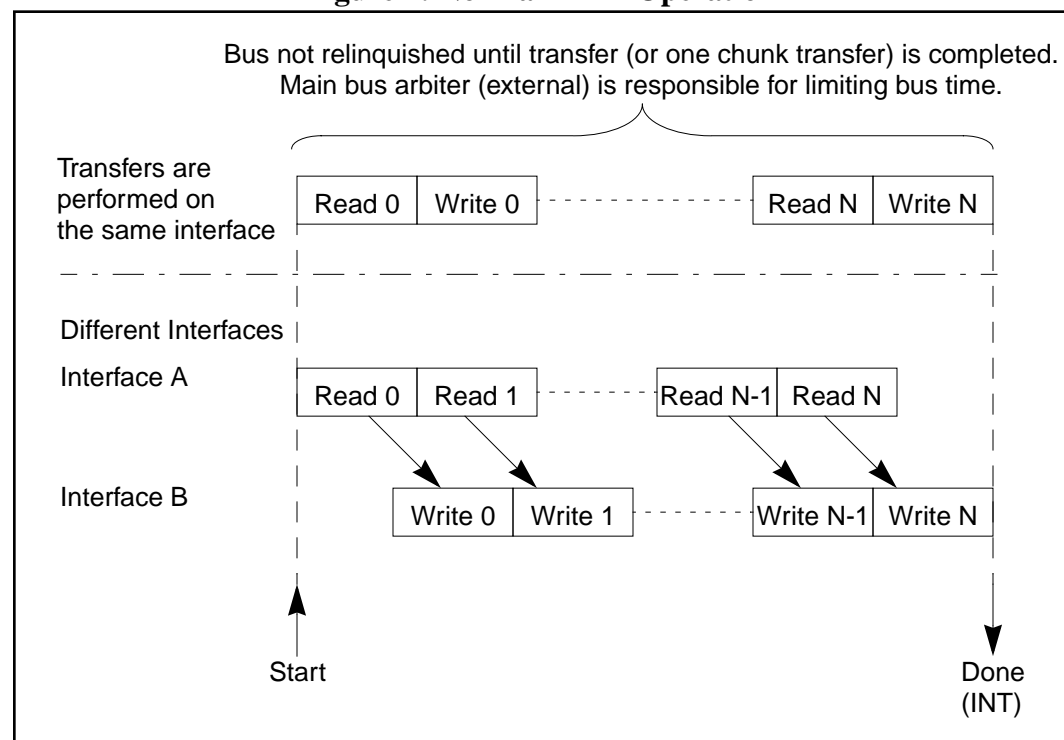 Bus not relinquished until transfer (or one chunk transfer) is completed.
Main bus arbiter (external) is responsible for limiting bus time.
Transfers are
performed on
the same interface
Read 0 Write 0 Read N Write N
Different Interfaces
Interface A
Read 0 Read 1 Read N-1 Read N
Interface B
Write 0 Write 1 Write N-1 Write N
Start
Done
(INT)